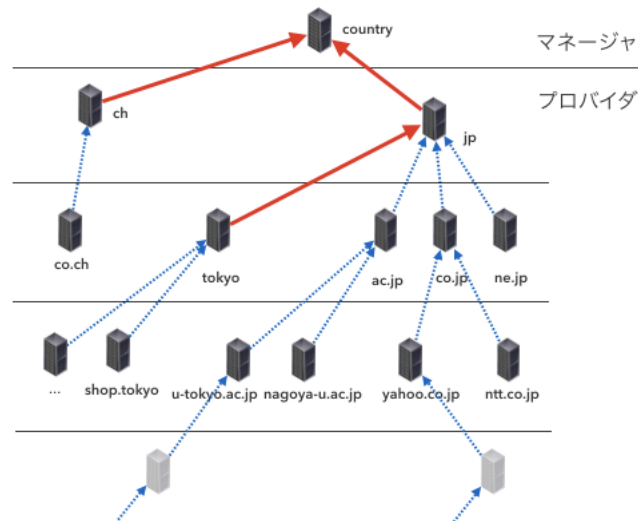 country
マネージャ
ch
プロバイダ
jp
co.ch
tokyo
ac.jp
co.jp
ne.jp
...
shop.tokyo
u-tokyo.ac.jp
nagoya-u.ac.jp
yahoo.co.jp
ntt.co.jp